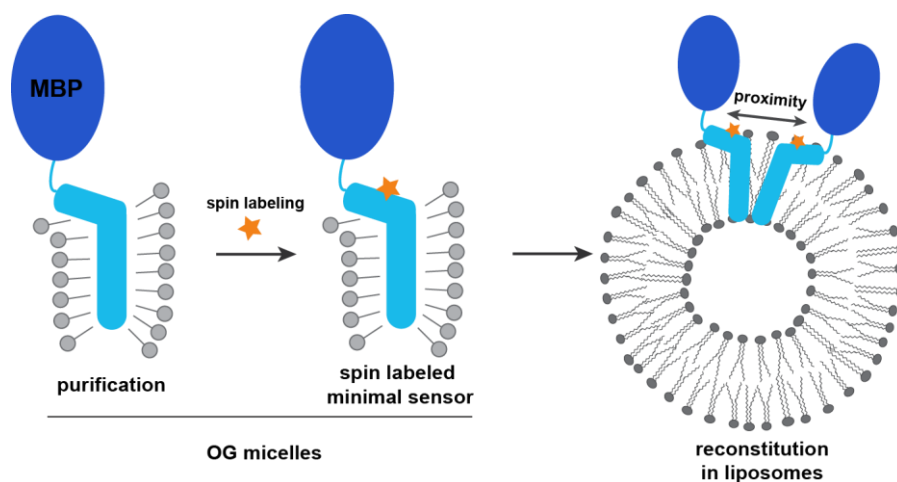 MBP
spin labeling
proximity
purification
spin labeled
minimal sensor
OG micelles
reconstitution
in liposomes